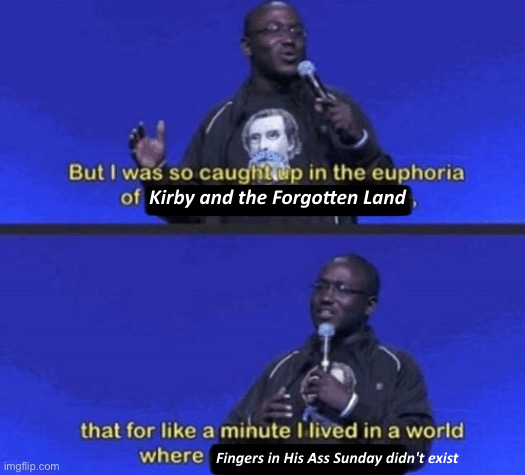 But I was so caught up in the euphoria
of Kirby and the Forgotten Land,
that for like a minute I lived in a world
where Fingers in His Ass Sunday didn't exist
imgflip.com